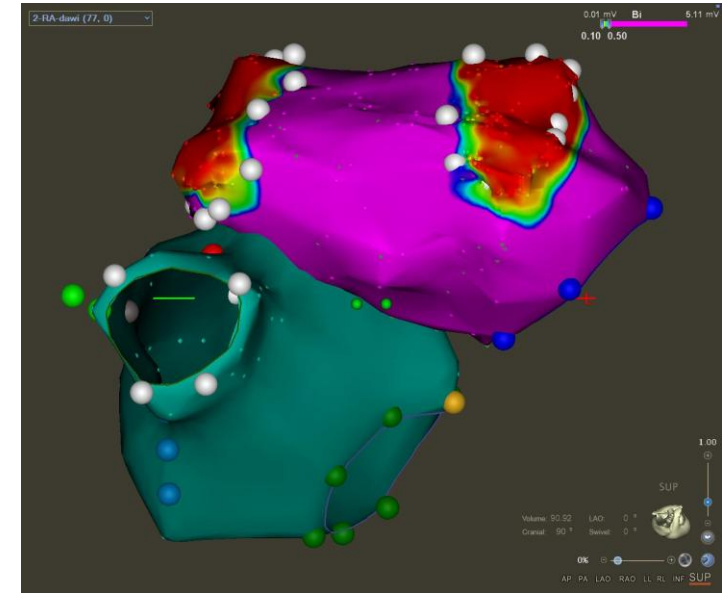 2-RA-dawi (77, 0)
0.01 mV Bi 5.11 mV
0.10 0.50
1.00
SUP
Volume: 90.92 LAO: 0 °
Cranial: 90 ° Swivel: 0 °
0%
AP PA LAO RAO LL RL INF SUP